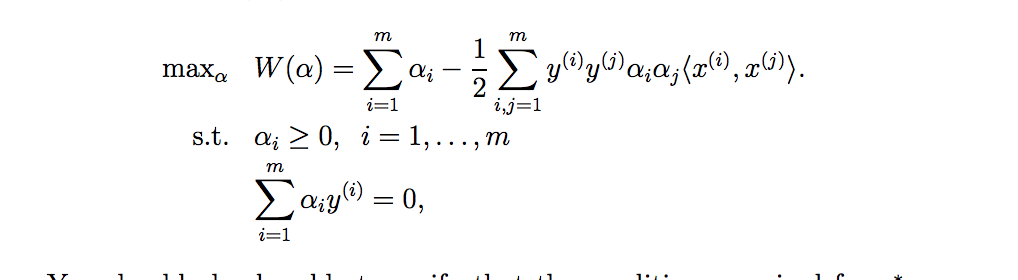 max_α W(α) = ∑_{i=1}^{m} α_i − 1/2 ∑_{i,j=1}^{m} y^{(i)} y^{(j)} α_i α_j ⟨x^{(i)}, x^{(j)}⟩.
s.t. α_i ≥ 0, i = 1, . . . , m
∑_{i=1}^{m} α_i y^{(i)} = 0,